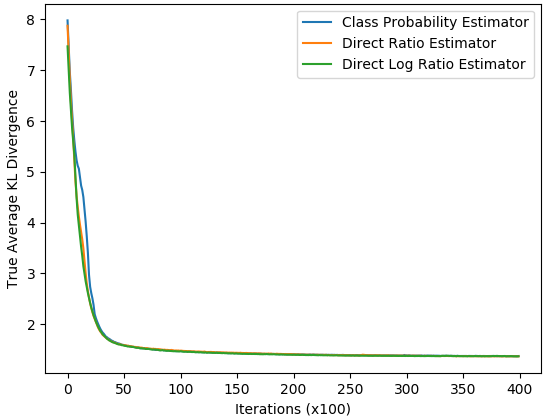 8
7
6
5
4
3
2
True Average KL Divergence
Class Probability Estimator
Direct Ratio Estimator
Direct Log Ratio Estimator
0 50 100 150 200 250 300 350 400
Iterations (x100)